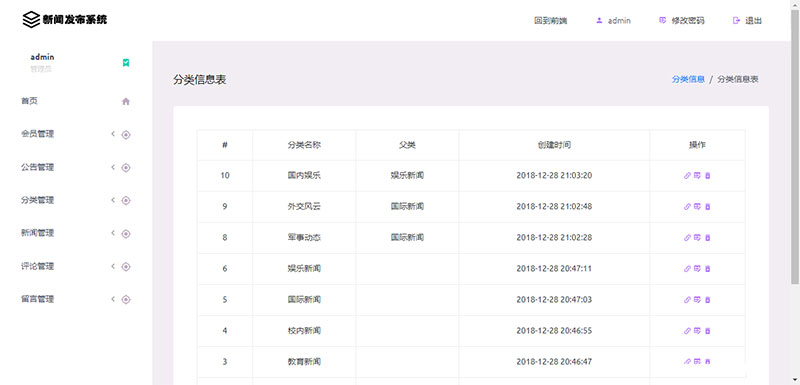 新闻发布系统
回到前端 admin 修改密码 退出
admin
管理员
首页
会员管理
公告管理
分类管理
新闻管理
评论管理
留言管理
分类信息表
分类信息 / 分类信息表
# 分类名称 父类 创建时间 操作
10 国内娱乐 娱乐新闻 2018-12-28 21:03:20
9 外交风云 国际新闻 2018-12-28 21:02:48
8 军事动态 国际新闻 2018-12-28 21:02:28
6 娱乐新闻 2018-12-28 20:47:11
5 国际新闻 2018-12-28 20:47:03
4 校内新闻 2018-12-28 20:46:55
3 教育新闻 2018-12-28 20:46:47